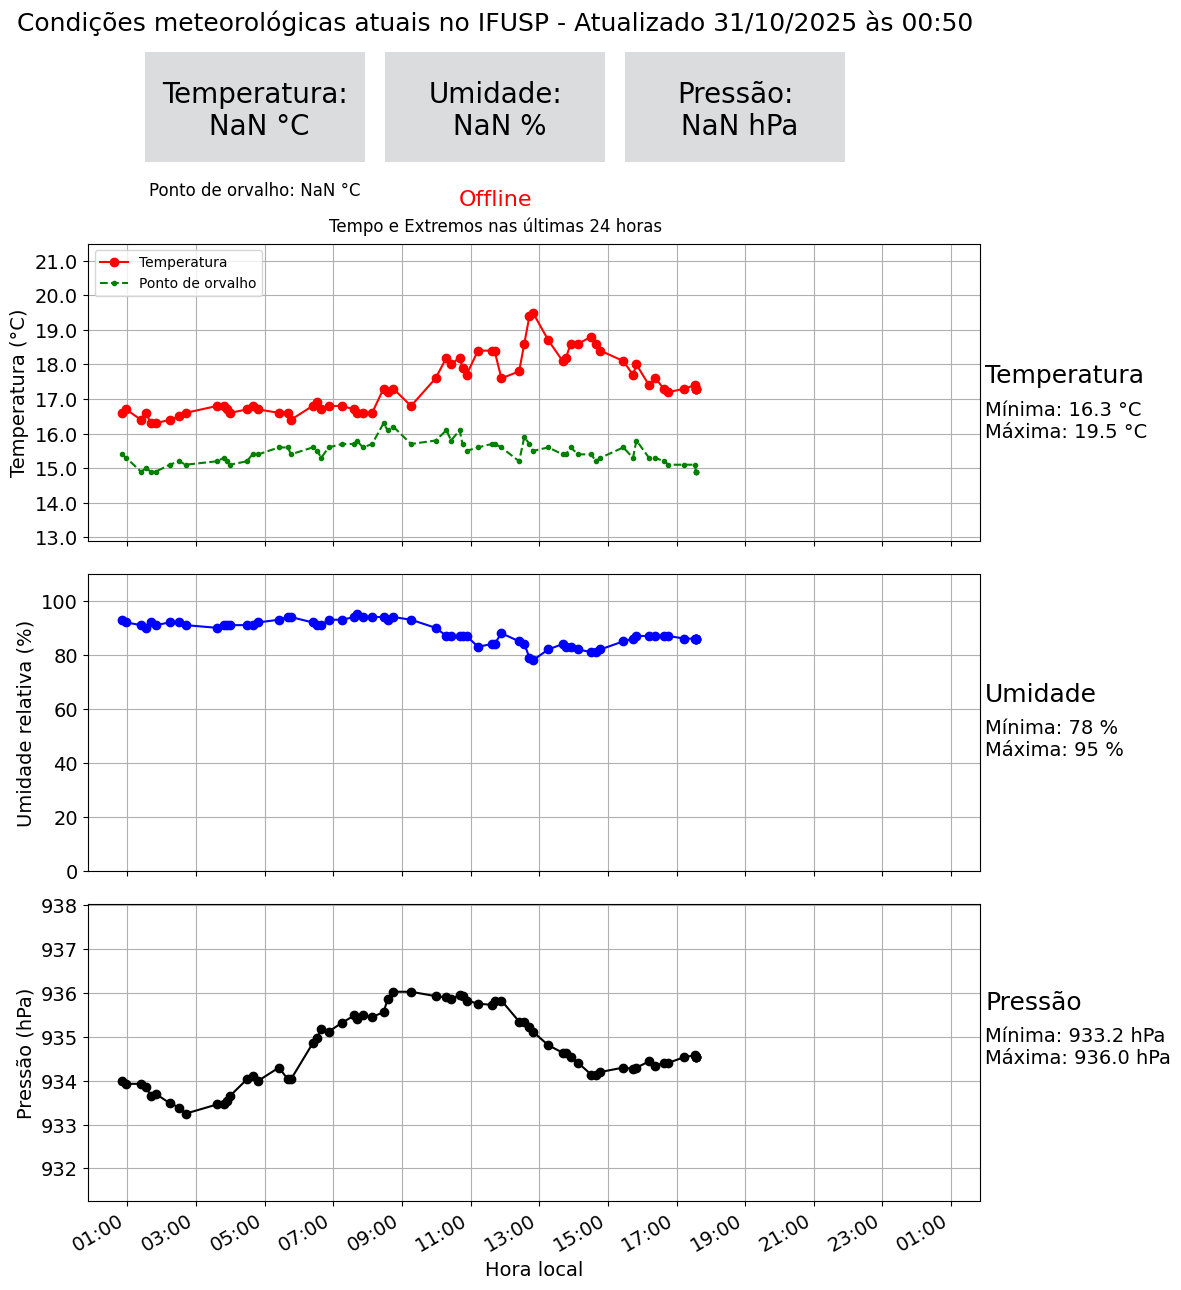 Condições meteorológicas atuais no IFUSP - Atualizado 31/10/2025 às 00:50
Temperatura:
NaN °C
Umidade:
NaN %
Pressão:
NaN hPa
Ponto de orvalho: NaN °C
Offline
Tempo e Extremos nas últimas 24 horas
Temperatura
Ponto de orvalho
Temperatura (°C)
21.0
20.0
19.0
18.0
17.0
16.0
15.0
14.0
13.0
Temperatura
Mínima: 16.3 °C
Máxima: 19.5 °C
Umidade relativa (%)
100
80
60
40
20
0
Umidade
Mínima: 78 %
Máxima: 95 %
Pressão (hPa)
938
937
936
935
934
933
932
Pressão
Mínima: 933.2 hPa
Máxima: 936.0 hPa
01:00 03:00 05:00 07:00 09:00 11:00 13:00 15:00 17:00 19:00 21:00 23:00 01:00
Hora local